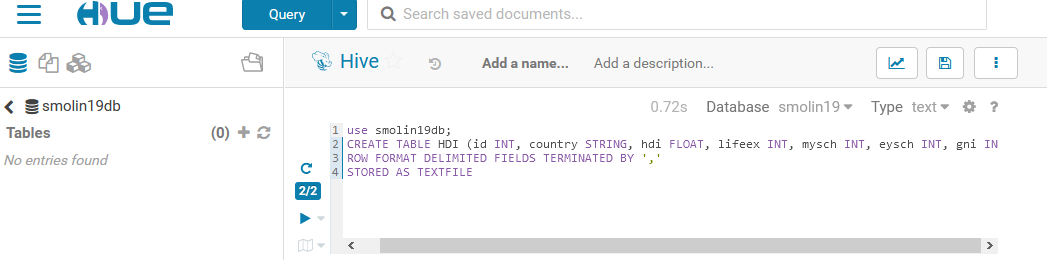 HUE
Query
Search saved documents...
Hive
Add a name...
Add a description...
smolin19db
Tables
(0)
No entries found
0.72s
Database
smolin19
Type
text
?
1 use smolin19db;
2 CREATE TABLE HDI (id INT, country STRING, hdi FLOAT, lifeex INT, mysch INT, eysch INT, gni IN
3 ROW FORMAT DELIMITED FIELDS TERMINATED BY ','
4 STORED AS TEXTFILE
2/2